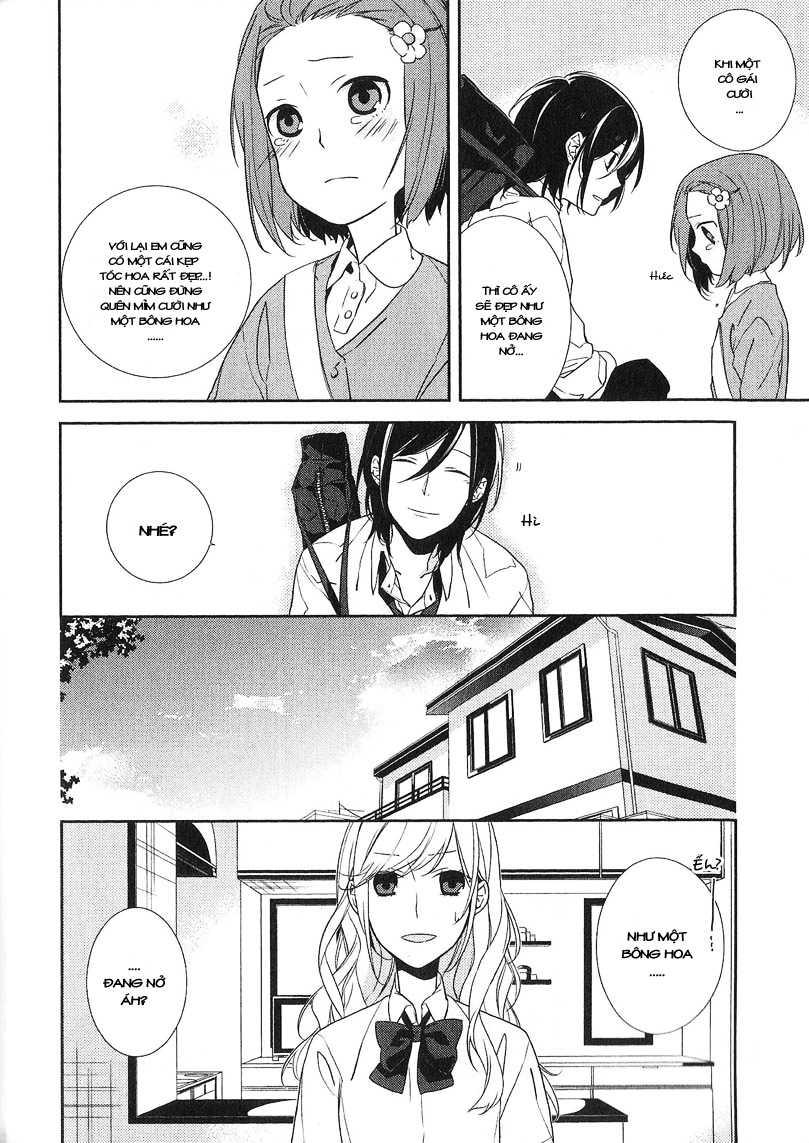 KHI MỘT
CÔ GÁI
CƯỜI
...
Hức
THÌ CÔ ẤY
SẼ ĐẸP NHƯ
MỘT BÔNG
HOA ĐANG
NỞ...
VỚI LẠI EM CŨNG
CÓ MỘT CÁI KẸP
TÓC HOA RẤT ĐẸP...!
NÊN CŨNG ĐỪNG
QUÊN MỈM CƯỜI NHƯ
MỘT BÔNG HOA
......
Hì
NHÉ?
Ểh?
NHƯ MỘT
BÔNG HOA
.....
....
ĐANG NỞ
ÁH?